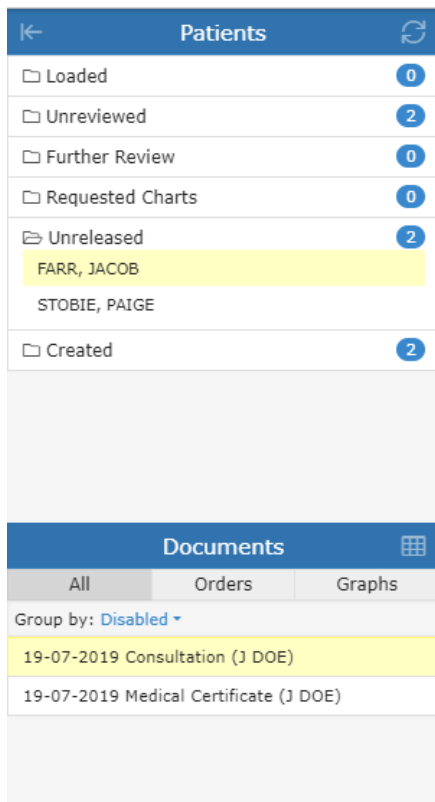 Patients
Loaded 0
Unreviewed 2
Further Review 0
Requested Charts 0
Unreleased 2
FARR, JACOB
STOBIE, PAIGE
Created 2
Documents
All Orders Graphs
Group by: Disabled
19-07-2019 Consultation (J DOE)
19-07-2019 Medical Certificate (J DOE)